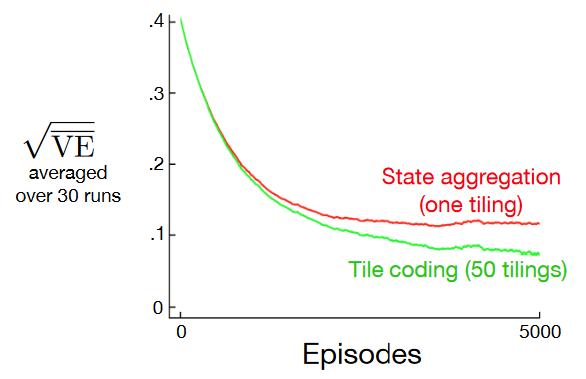 .4
.3
√VE
averaged
over 30 runs
.2
State aggregation
(one tiling)
.1
Tile coding (50 tilings)
0
0
5000
Episodes